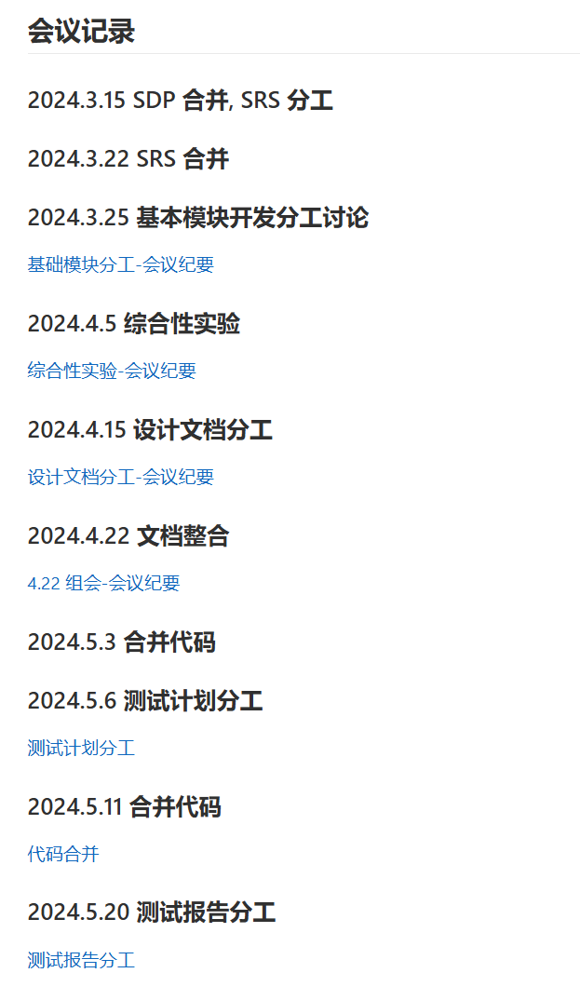 会议记录
2024.3.15 SDP 合并, SRS 分工
2024.3.22 SRS 合并
2024.3.25 基本模块开发分工讨论
基础模块分工-会议纪要
2024.4.5 综合性实验
综合性实验-会议纪要
2024.4.15 设计文档分工
设计文档分工-会议纪要
2024.4.22 文档整合
4.22 组会-会议纪要
2024.5.3 合并代码
2024.5.6 测试计划分工
测试计划分工
2024.5.11 合并代码
代码合并
2024.5.20 测试报告分工
测试报告分工